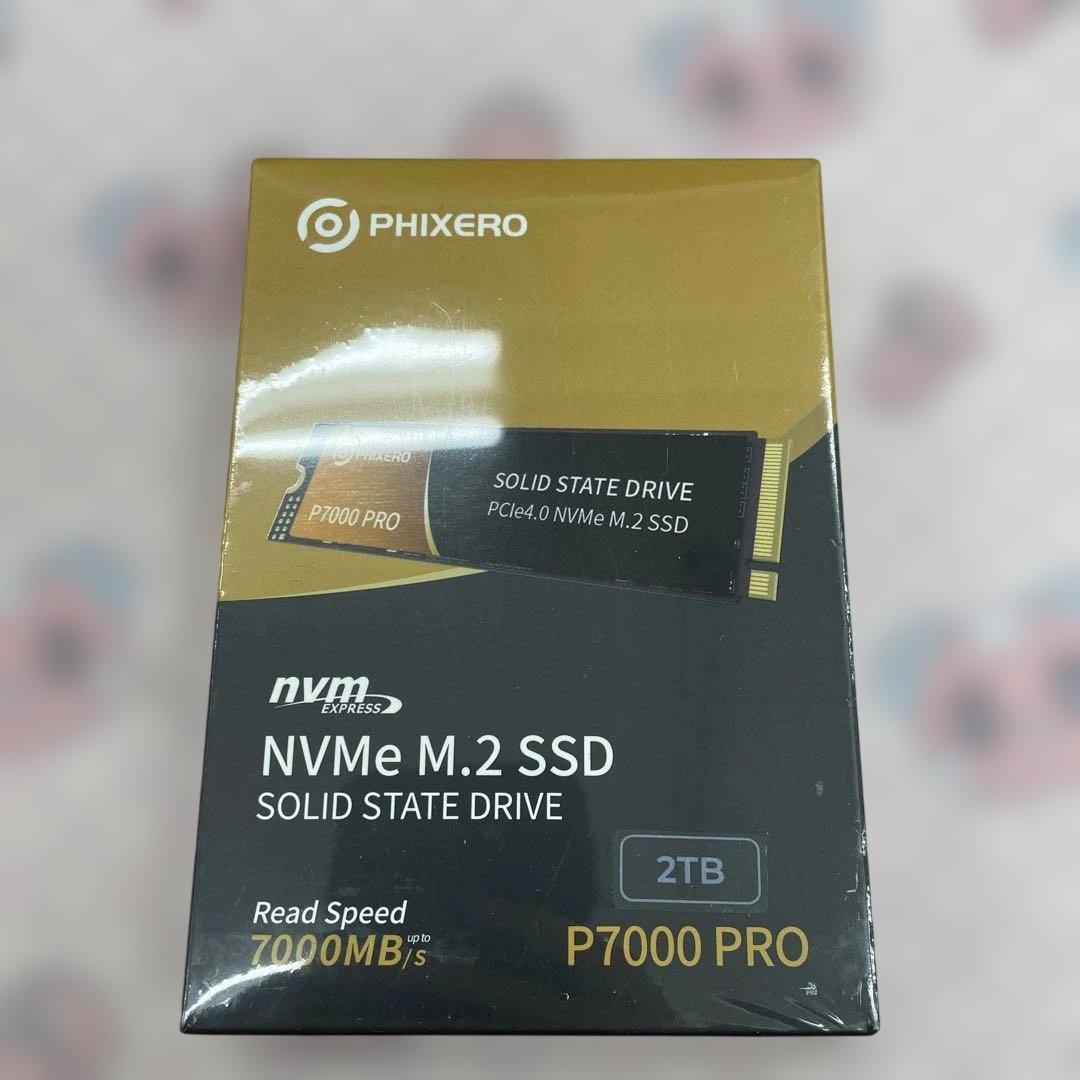 PHIXERO
PHIXERO
P7000 PRO
SOLID STATE DRIVE
PCIe4.0 NVMe M.2 SSD
nvm
EXPRESS
NVMe M.2 SSD
SOLID STATE DRIVE
2TB
Read Speed
7000MB/s up to
P7000 PRO